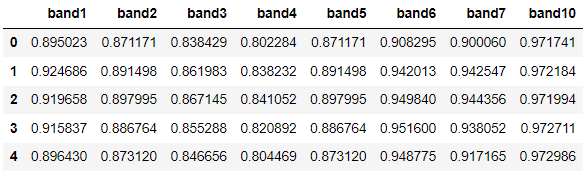 band1 band2 band3 band4 band5 band6 band7 band10
0 0.895023 0.871171 0.838429 0.802284 0.871171 0.908295 0.900060 0.971741
1 0.924686 0.891498 0.861983 0.838232 0.891498 0.942013 0.942547 0.972184
2 0.919658 0.897995 0.867145 0.841052 0.897995 0.949840 0.944356 0.971994
3 0.915837 0.886764 0.855288 0.820892 0.886764 0.951600 0.938052 0.972711
4 0.896430 0.873120 0.846656 0.804469 0.873120 0.948775 0.917165 0.972986